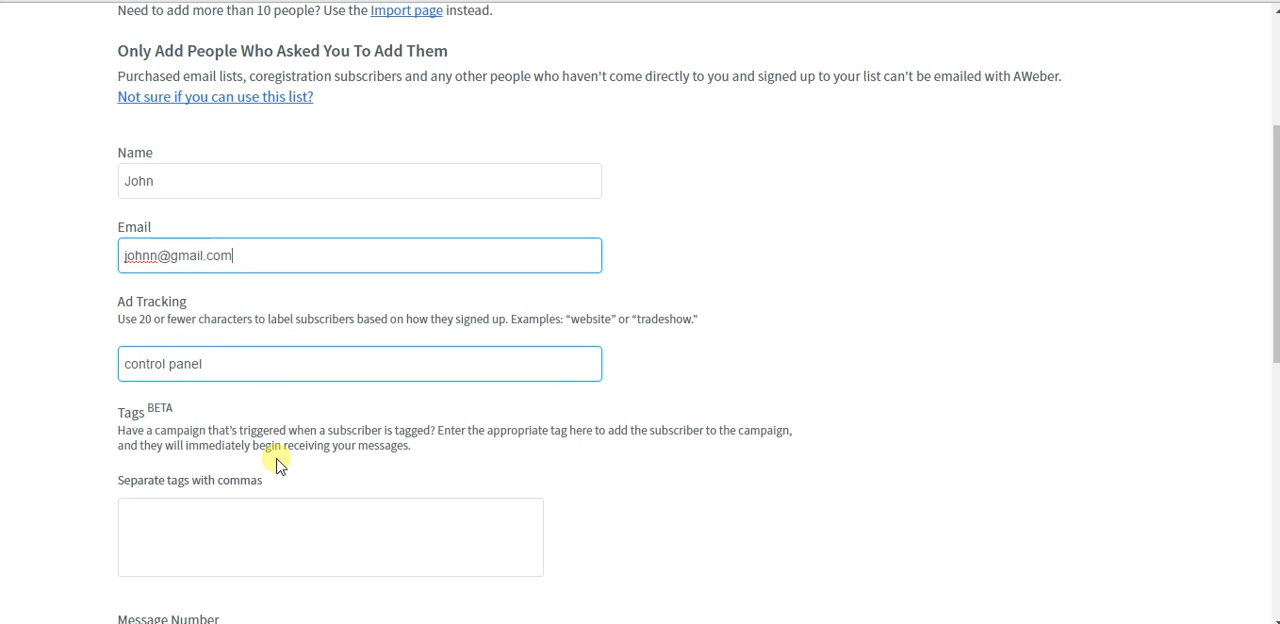 Need to add more than 10 people? Use the Import page instead.
Only Add People Who Asked You To Add Them
Purchased email lists, coregistration subscribers and any other people who haven't come directly to you and signed up to your list can't be emailed with AWeber.
Not sure if you can use this list?
Name
John
Email
johnn@gmail.com
Ad Tracking
Use 20 or fewer characters to label subscribers based on how they signed up. Examples: “website” or “tradeshow.”
control panel
Tags BETA
Have a campaign that’s triggered when a subscriber is tagged? Enter the appropriate tag here to add the subscriber to the campaign,
and they will immediately begin receiving your messages.
Separate tags with commas
Message Number